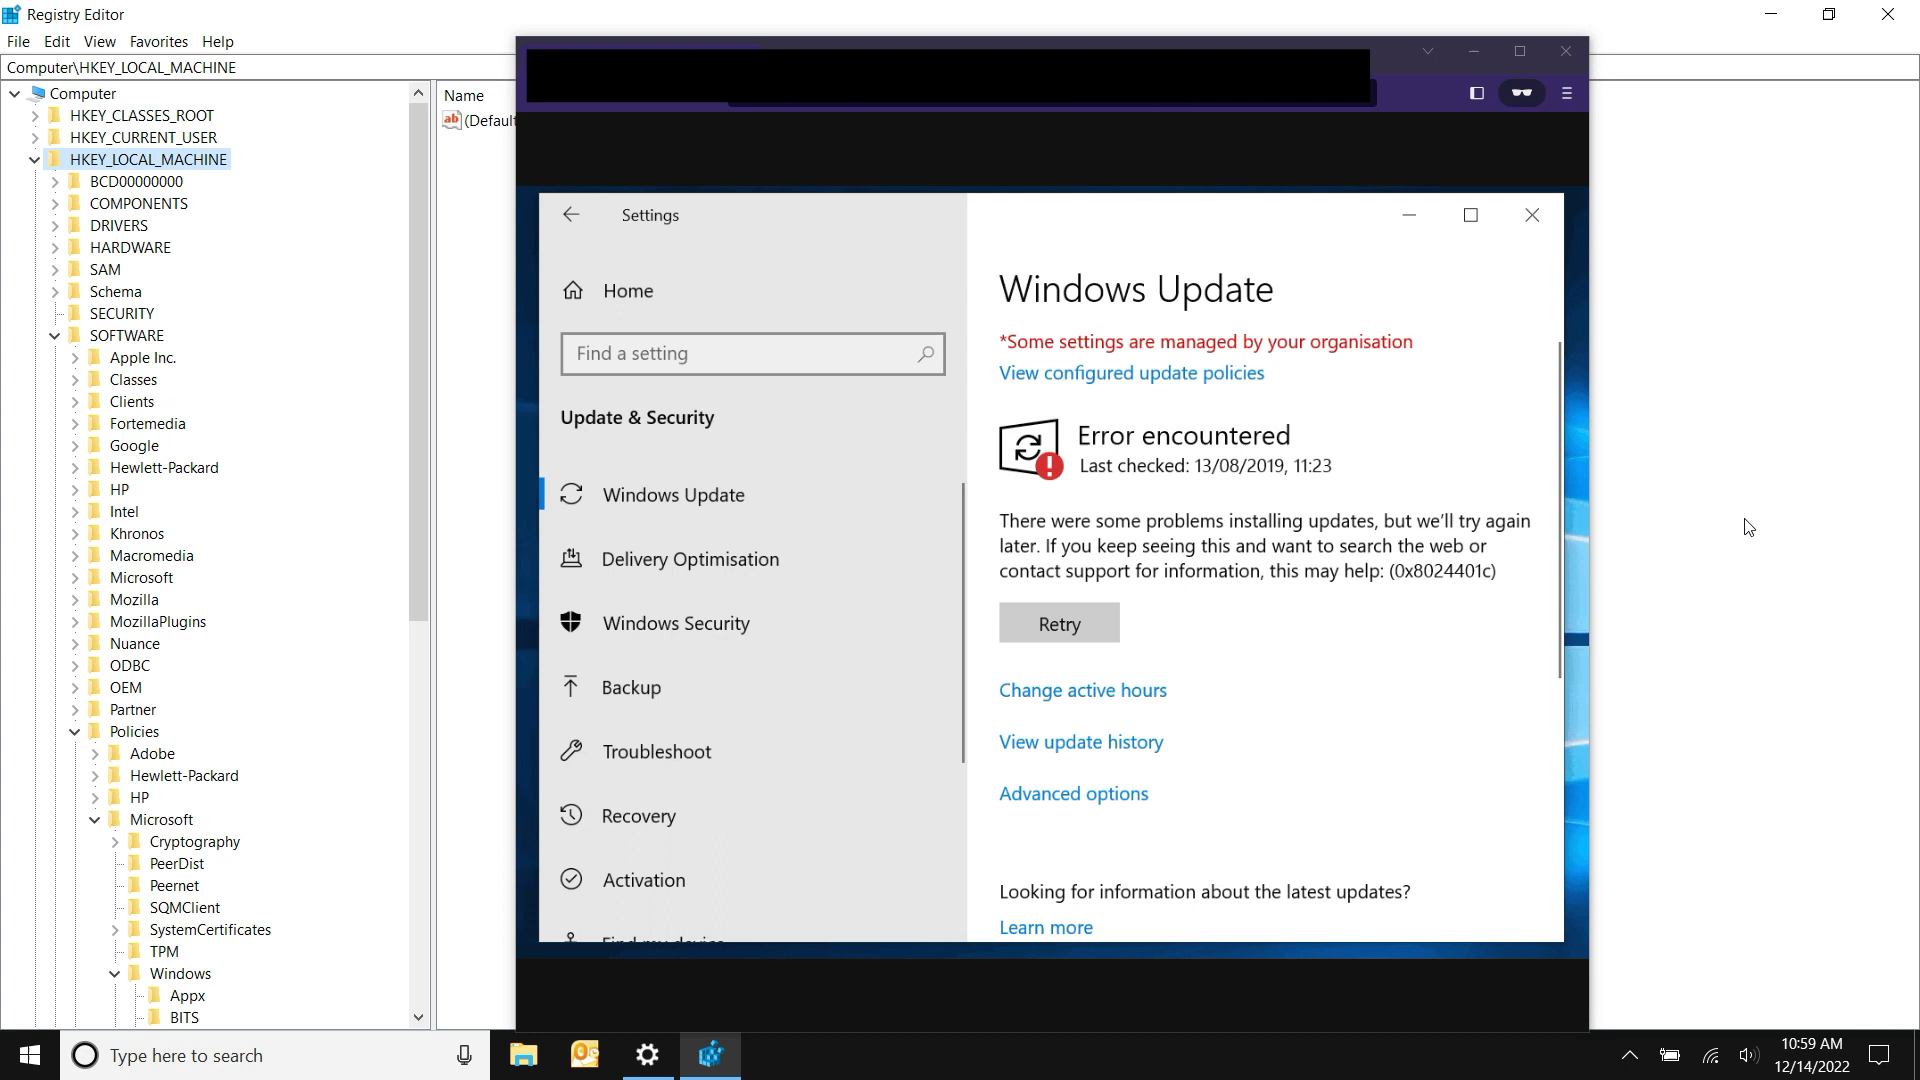 Registry Editor
File Edit View Favorites Help
Computer\HKEY_LOCAL_MACHINE
Computer
HKEY_CLASSES_ROOT
HKEY_CURRENT_USER
HKEY_LOCAL_MACHINE
BCD00000000
COMPONENTS
DRIVERS
HARDWARE
SAM
Schema
SECURITY
SOFTWARE
Apple Inc.
Classes
Clients
Fortemedia
Google
Hewlett-Packard
HP
Intel
Khronos
Macromedia
Microsoft
Mozilla
MozillaPlugins
Nuance
ODBC
OEM
Partner
Policies
Adobe
Hewlett-Packard
HP
Microsoft
Cryptography
PeerDist
Peernet
SQMClient
SystemCertificates
TPM
Windows
Appx
BITS
Name
ab (Default
Settings
Home
Find a setting
Update & Security
Windows Update
Delivery Optimisation
Windows Security
Backup
Troubleshoot
Recovery
Activation
Find my device
Windows Update
*Some settings are managed by your organisation
View configured update policies
Error encountered
Last checked: 13/08/2019, 11:23
There were some problems installing updates, but we'll try again
later. If you keep seeing this and want to search the web or
contact support for information, this may help: (0x8024401c)
Retry
Change active hours
View update history
Advanced options
Looking for information about the latest updates?
Learn more
Type here to search
10:59 AM
12/14/2022